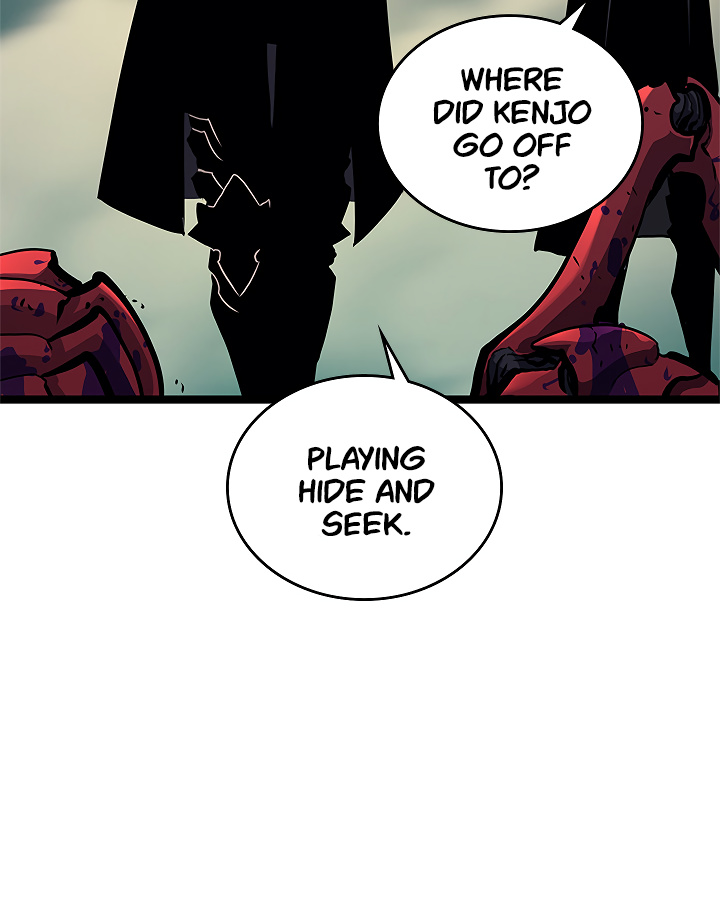 WHERE
DID KENJO
GO OFF
TO?
PLAYING
HIDE AND
SEEK.